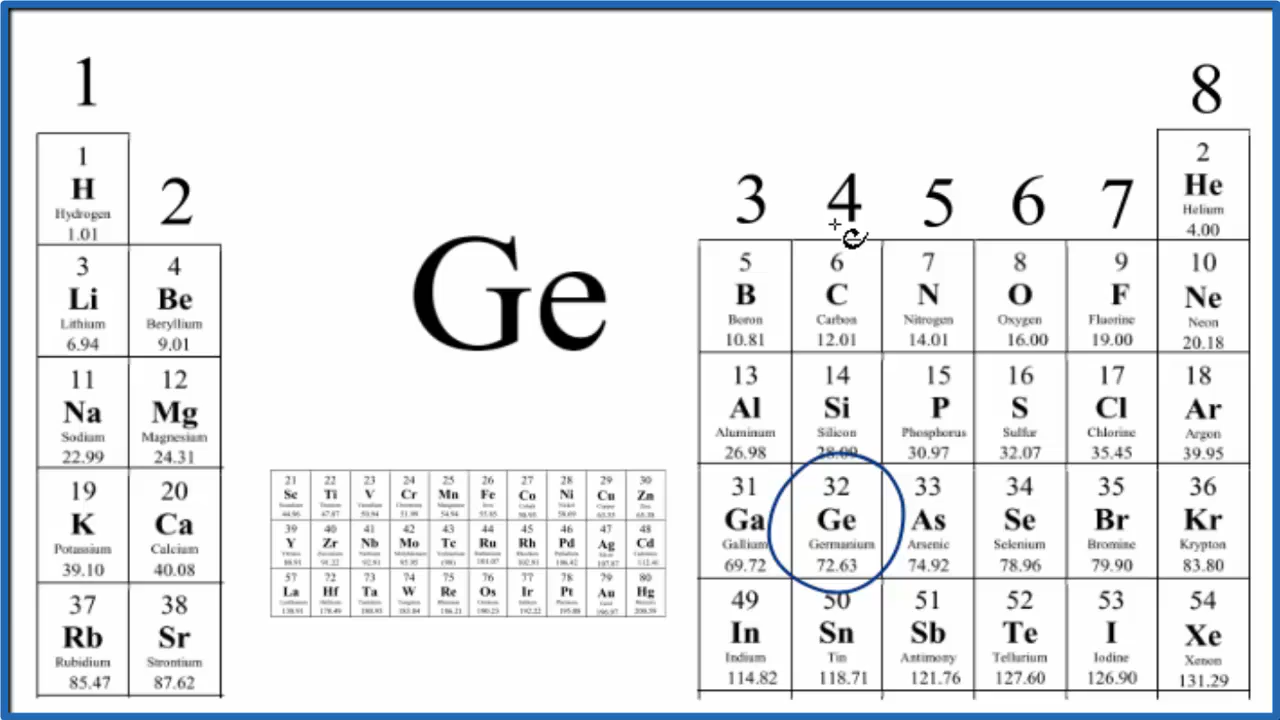 1
8
2
3 4 5 6 7
Ge
1
H
Hydrogen
1.01
2
He
Helium
4.00
3
Li
Lithium
6.94
4
Be
Beryllium
9.01
5
B
Boron
10.81
6
C
Carbon
12.01
7
N
Nitrogen
14.01
8
O
Oxygen
16.00
9
F
Fluorine
19.00
10
Ne
Neon
20.18
11
Na
Sodium
22.99
12
Mg
Magnesium
24.31
13
Al
Aluminum
26.98
14
Si
Silicon
28.09
15
P
Phosphorus
30.97
16
S
Sulfur
32.07
17
Cl
Chlorine
35.45
18
Ar
Argon
39.95
19
K
Potassium
39.10
20
Ca
Calcium
40.08
21 22 23 24 25 26 27 28 29 30
Sc Ti V Cr Mn Fe Co Ni Cu Zn
39 40 41 42 43 44 45 46 47 48
Y Zr Nb Mo Tc Ru Rh Pd Ag Cd
57 72 73 74 75 76 77 78 79 80
La Hf Ta W Re Os Ir Pt Au Hg
31
Ga
Gallium
69.72
32
Ge
Germanium
72.63
33
As
Arsenic
74.92
34
Se
Selenium
78.96
35
Br
Bromine
79.90
36
Kr
Krypton
83.80
37
Rb
Rubidium
85.47
38
Sr
Strontium
87.62
49
In
Indium
114.82
50
Sn
Tin
118.71
51
Sb
Antimony
121.76
52
Te
Tellurium
127.60
53
I
Iodine
126.90
54
Xe
Xenon
131.29